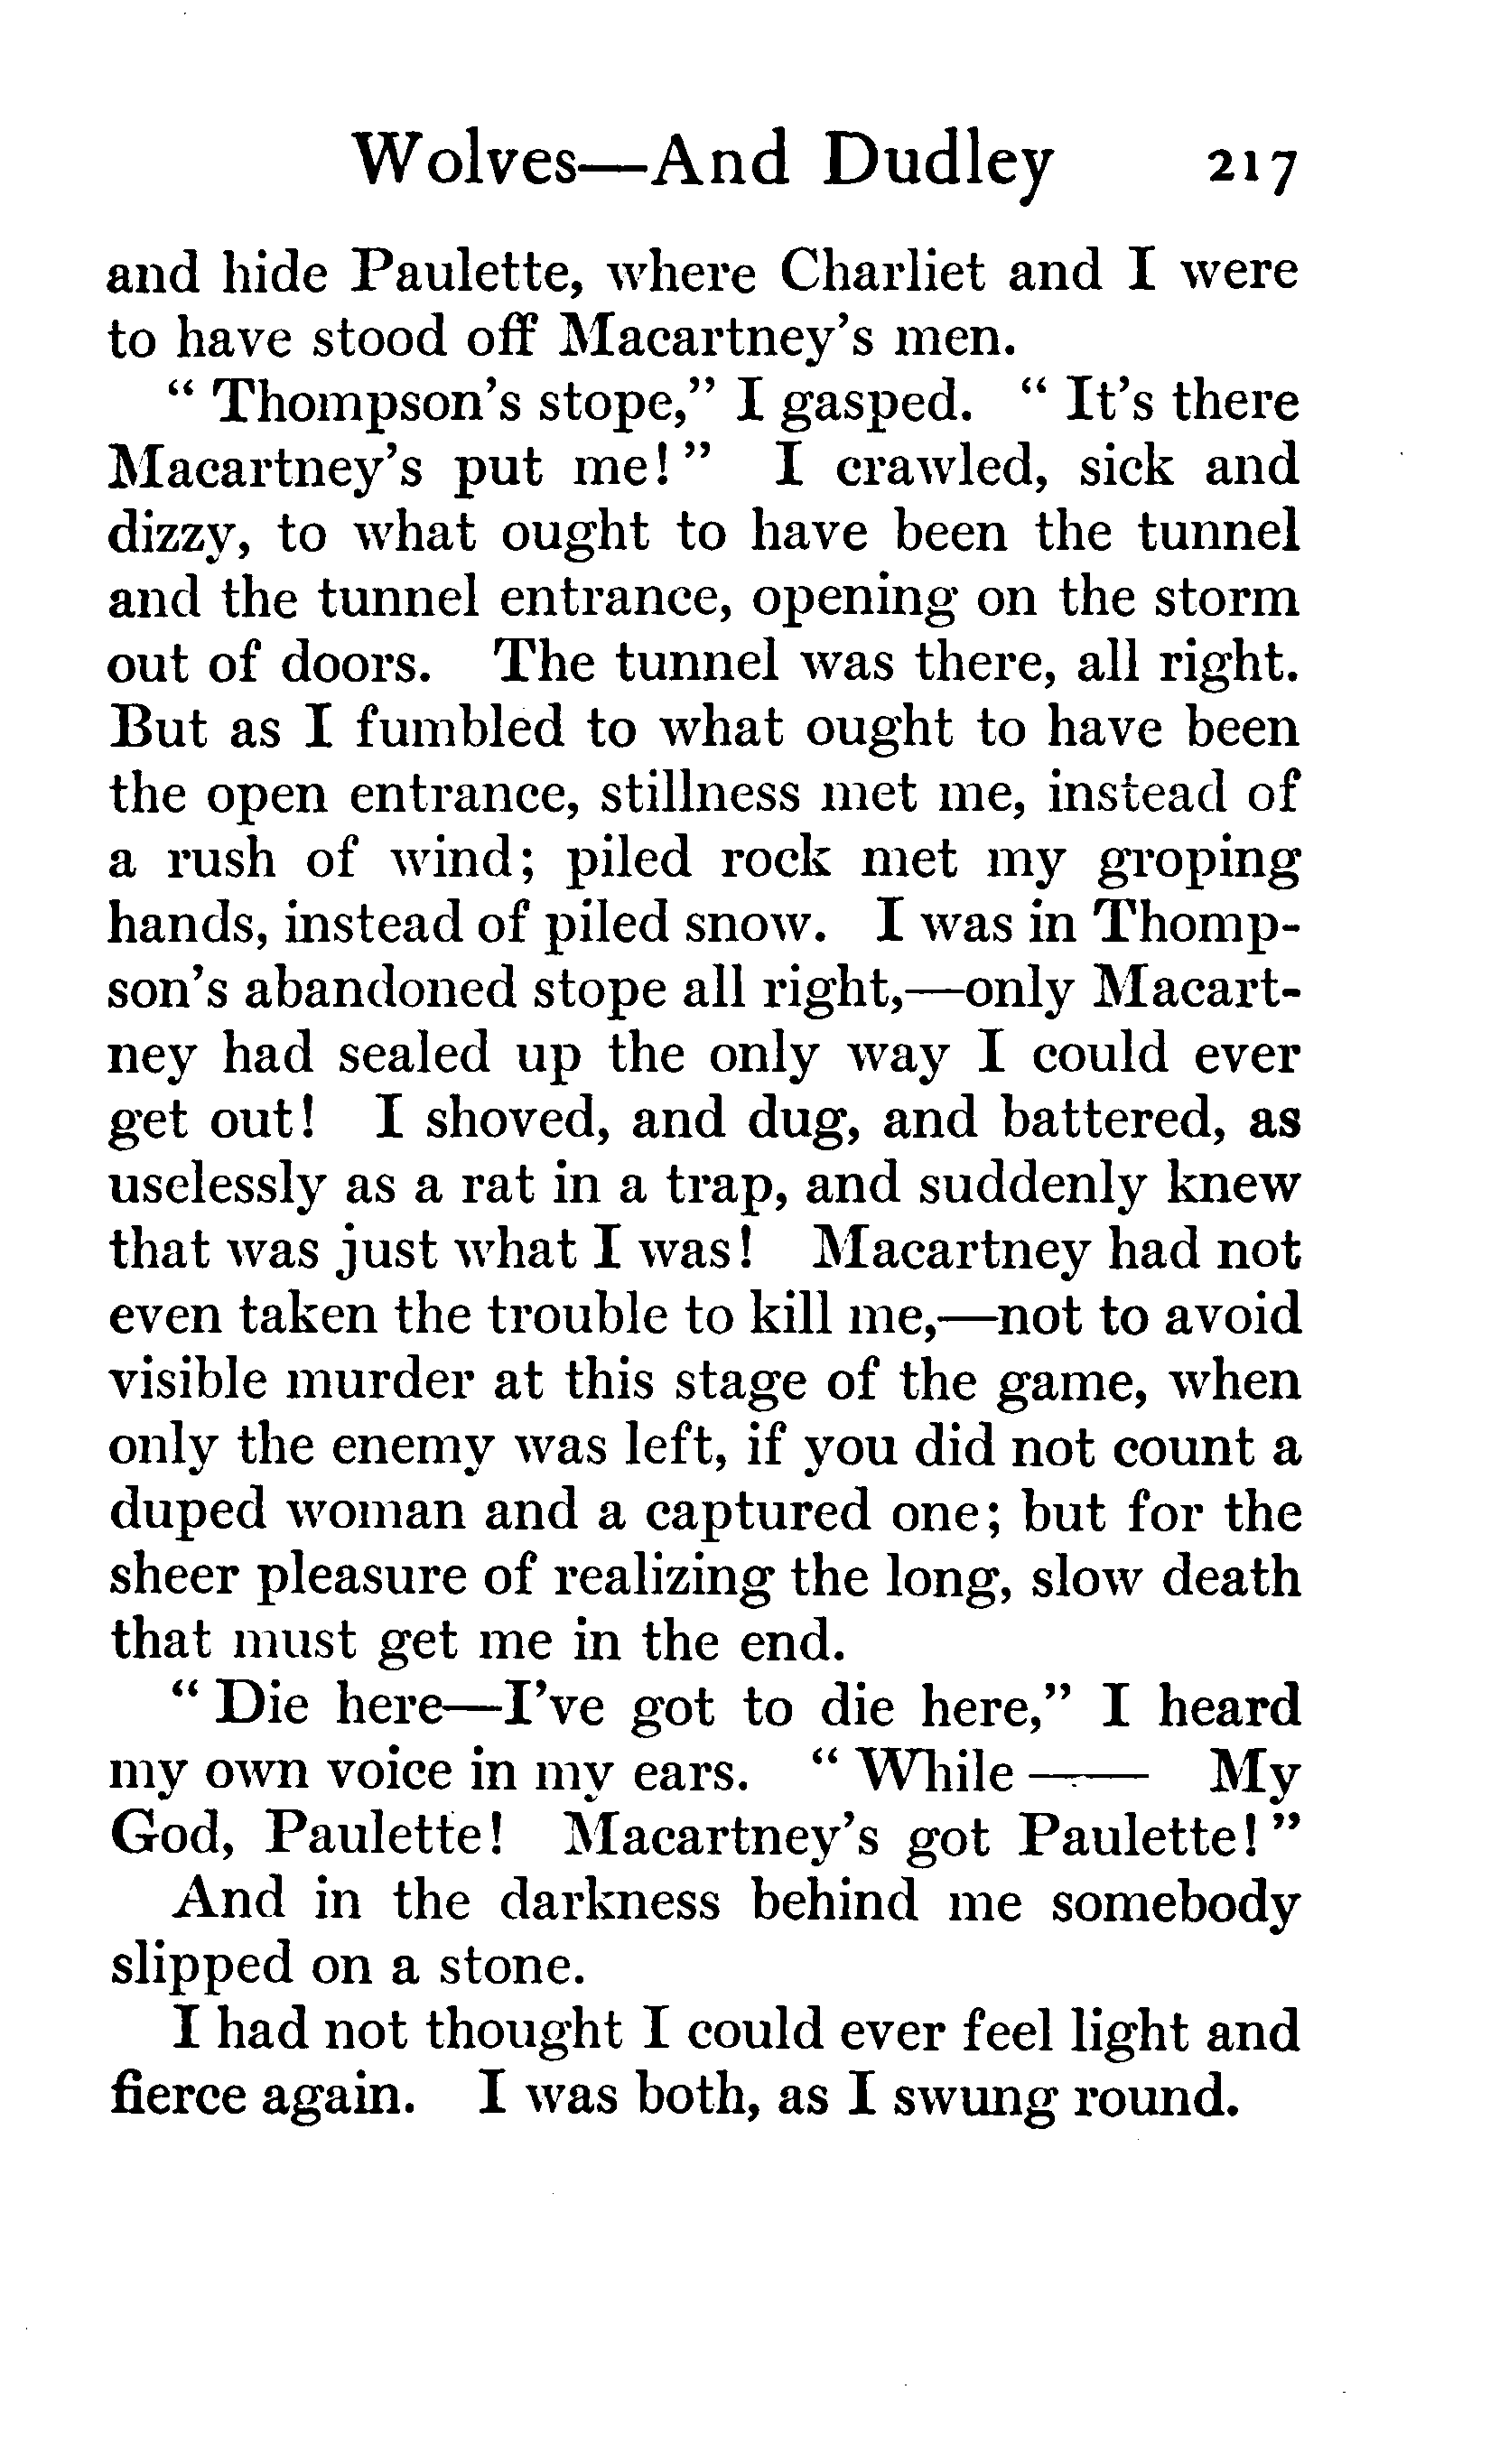 Wolves—And Dudley 217
and hide Paulette, where Charliet and I were
to have stood off Macartney's men.
" Thompson's stope," I gasped. " It's there
Macartney's put me! " I crawled, sick and
dizzy, to what ought to have been the tunnel
and the tunnel entrance, opening on the storm
out of doors. The tunnel was there, all right.
But as I fumbled to what ought to have been
the open entrance, stillness met me, instead of
a rush of wind; piled rock met my groping
hands, instead of piled snow. I was in Thomp-
son's abandoned stope all right,—only Macart-
ney had sealed up the only way I could ever
get out! I shoved, and dug, and battered, as
uselessly as a rat in a trap, and suddenly knew
that was just what I was! Macartney had not
even taken the trouble to kill me,—not to avoid
visible murder at this stage of the game, when
only the enemy was left, if you did not count a
duped woman and a captured one; but for the
sheer pleasure of realizing the long, slow death
that must get me in the end.
" Die here—I've got to die here," I heard
my own voice in my ears. " While —— My
God, Paulette! Macartney's got Paulette! "
And in the darkness behind me somebody
slipped on a stone.
I had not thought I could ever feel light and
fierce again. I was both, as I swung round.